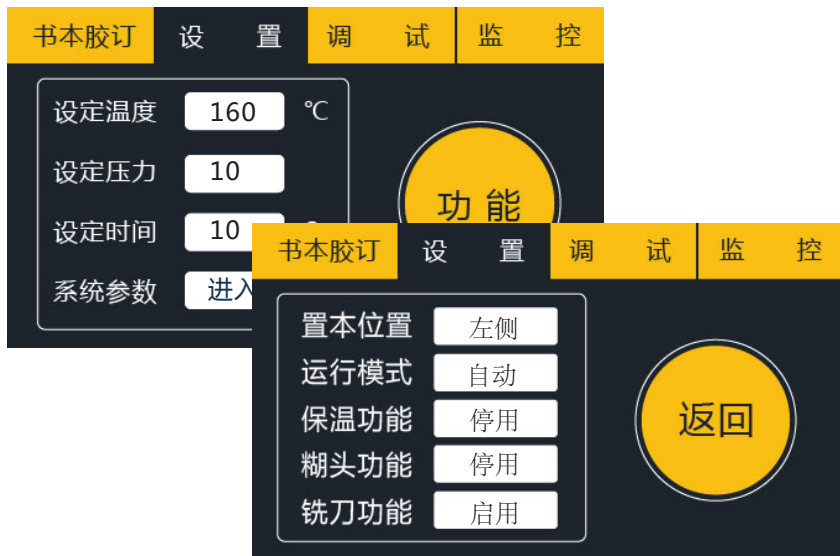 书本胶订 设 置 调 试 监 控
设定温度 160 ℃
设定压力 10
设定时间 10
系统参数 进入
功 能
书本胶订 设 置 调 试 监 控
置本位置 左侧
运行模式 自动
保温功能 停用
糊头功能 停用
铣刀功能 启用
返回